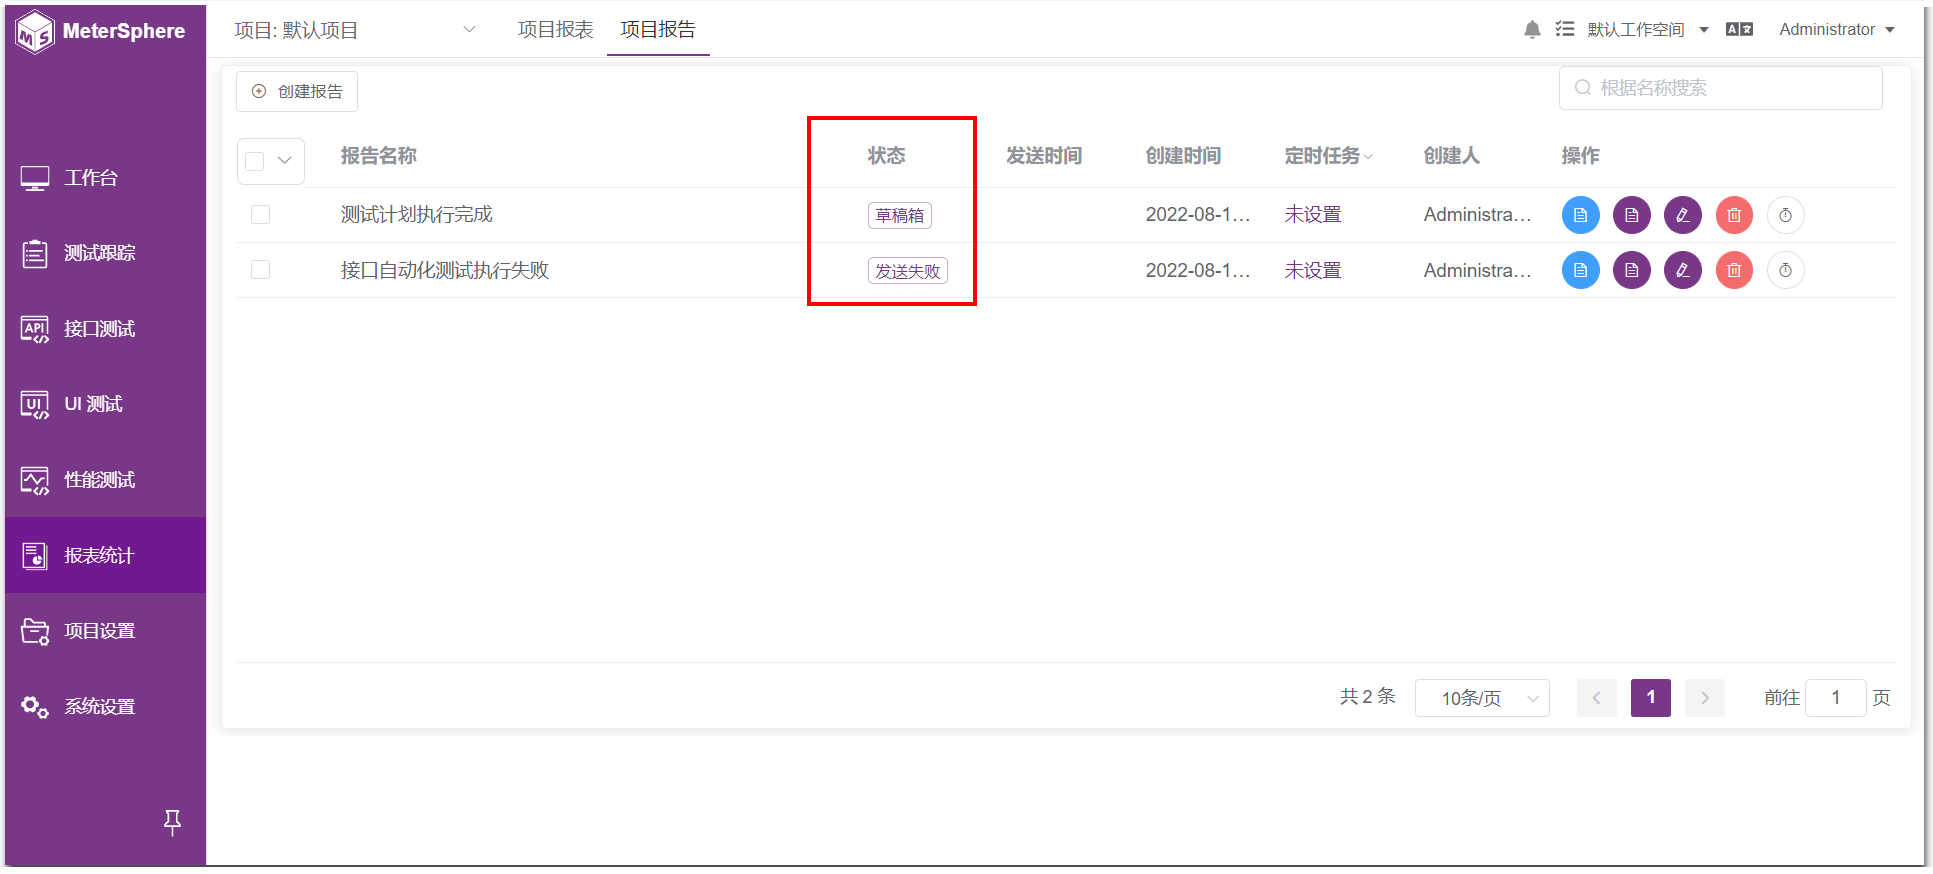 MeterSphere
项目: 默认项目
项目报表
项目报告
默认工作空间
Administrator
创建报告
根据名称搜索
工作台
测试跟踪
接口测试
UI 测试
性能测试
报表统计
项目设置
系统设置
报告名称 状态 发送时间 创建时间 定时任务 创建人 操作
测试计划执行完成 草稿箱 2022-08-1... 未设置 Administra...
接口自动化测试执行失败 发送失败 2022-08-1... 未设置 Administra...
共 2 条 10条/页 1 前往 1 页